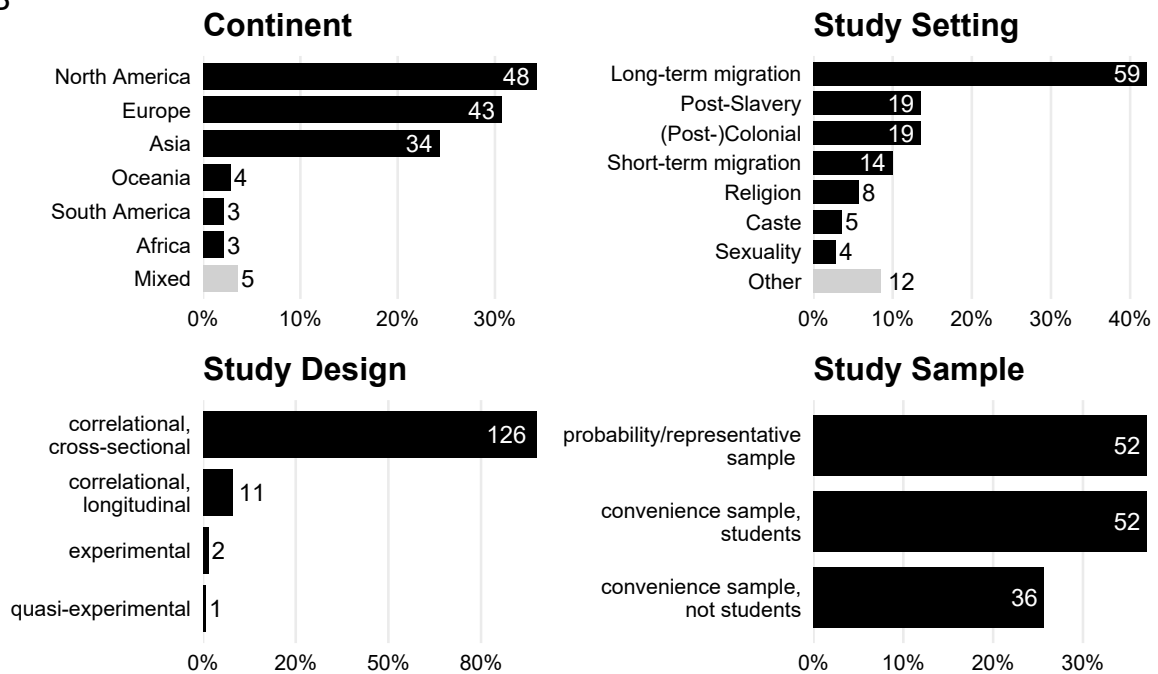 Continent
North America 48
Europe 43
Asia 34
Oceania 4
South America 3
Africa 3
Mixed 5
0% 10% 20% 30%
Study Setting
Long-term migration 59
Post-Slavery 19
(Post-)Colonial 19
Short-term migration 14
Religion 8
Caste 5
Sexuality 4
Other 12
0% 10% 20% 30% 40%
Study Design
correlational,
cross-sectional
126
correlational,
longitudinal
11
experimental 2
quasi-experimental 1
0% 20% 50% 80%
Study Sample
probability/representative
sample
52
convenience sample,
students
52
convenience sample,
not students
36
0% 10% 20% 30%